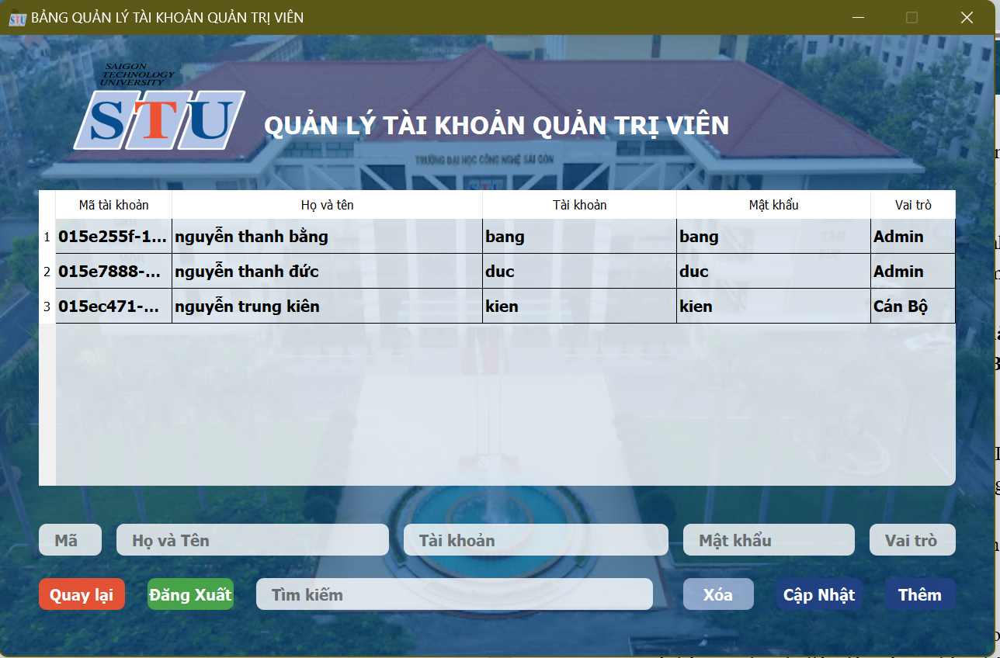 BẢNG QUẢN LÝ TÀI KHOẢN QUẢN TRỊ VIÊN
SAIGON
TECHNOLOGY
UNIVERSITY
STU
QUẢN LÝ TÀI KHOẢN QUẢN TRỊ VIÊN
TRƯỜNG ĐẠI HỌC CÔNG NGHỆ SÀI GÒN
STU
Mã tài khoản Họ và tên Tài khoản Mật khẩu Vai trò
1 015e255f-1... nguyễn thanh bằng bang bang Admin
2 015e7888-... nguyễn thanh đức duc duc Admin
3 015ec471-... nguyễn trung kiên kien kien Cán Bộ
Mã Họ và Tên Tài khoản Mật khẩu Vai trò
Quay lại Đăng Xuất Tìm kiếm Xóa Cập Nhật Thêm